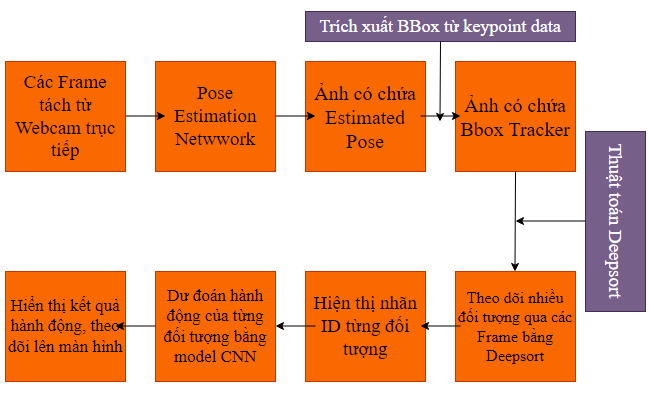 Trích xuất BBox từ keypoint data
Các Frame
tách từ
Webcam trục
tiếp
Pose
Estimation
Netwwork
Ảnh có chứa
Estimated
Pose
Ảnh có chứa
Bbox Tracker
Thuật toán Deepsort
Theo dõi nhiều
đối tượng qua các
Frame bằng
Deepsort
Hiện thị nhãn
ID từng đối
tượng
Dư đoán hành
động của từng
đối tượng bằng
model CNN
Hiển thị kết quả
hành động, theo
dõi lên màn hình